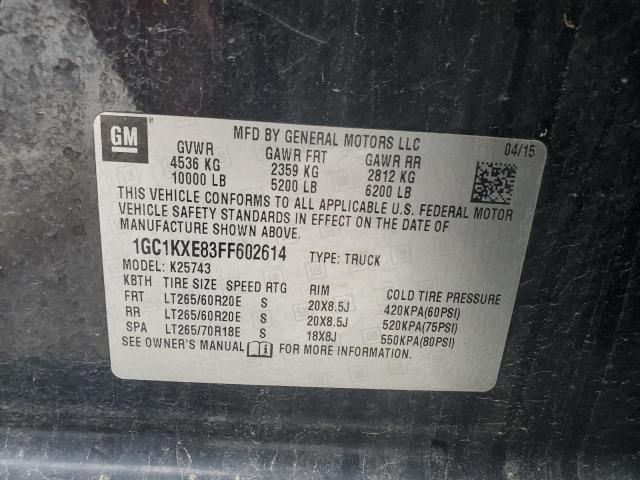 GM
MFD BY GENERAL MOTORS LLC 04/15
GVWR GAWR FRT GAWR RR
4536 KG 2359 KG 2812 KG
10000 LB 5200 LB 6200 LB
THIS VEHICLE CONFORMS TO ALL APPLICABLE U.S. FEDERAL MOTOR
VEHICLE SAFETY STANDARDS IN EFFECT ON THE DATE OF
MANUFACTURE SHOWN ABOVE.
1GC1KXE83FF602614 TYPE: TRUCK
MODEL: K25743
KBTH TIRE SIZE SPEED RTG RIM COLD TIRE PRESSURE
FRT LT265/60R20E S 20X8.5J 420KPA(60PSI)
RR LT265/60R20E S 20X8.5J 520KPA(75PSI)
SPA LT265/70R18E S 18X8J 550KPA(80PSI)
SEE OWNER'S MANUAL FOR MORE INFORMATION.